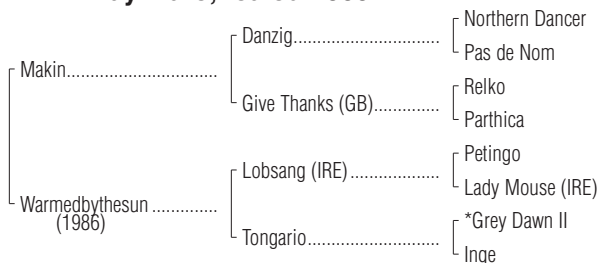 Northern Dancer
Danzig
Pas de Nom
Makin
Relko
Give Thanks (GB)
Parthica
Petingo
Lobsang (IRE)
Lady Mouse (IRE)
Warmedbythesun
(1986)
*Grey Dawn II
Tongario
Inge